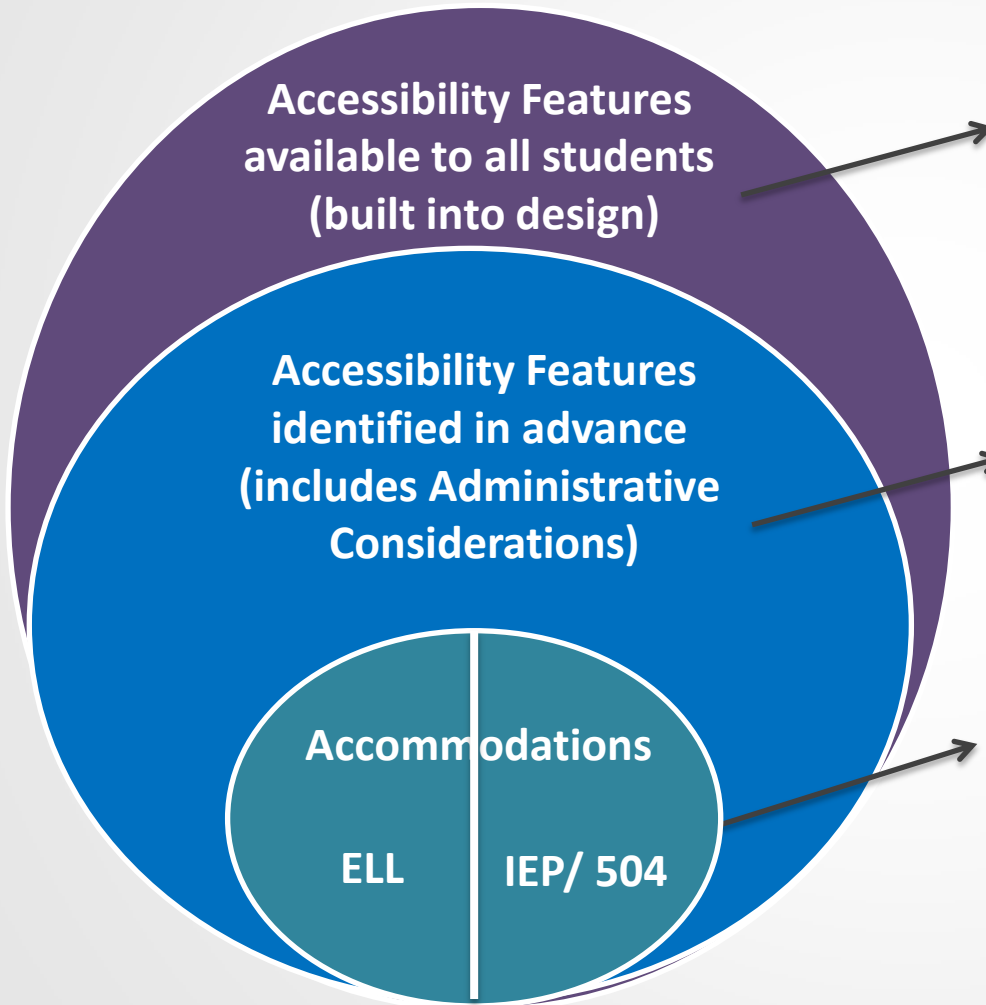 Accessibility Features
available to all students
(built into design)
Accessibility Features
identified in advance
(includes Administrative
Considerations)
Accommodations
ELL
IEP/ 504